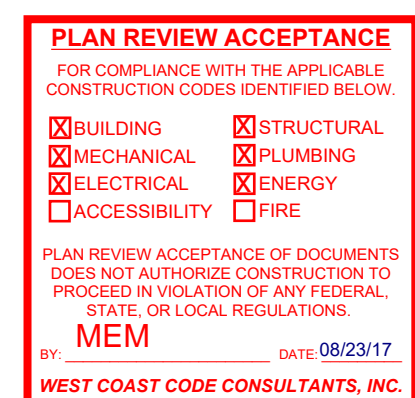 PLAN REVIEW ACCEPTANCE
FOR COMPLIANCE WITH THE APPLICABLE
CONSTRUCTION CODES IDENTIFIED BELOW.
X BUILDING X STRUCTURAL
X MECHANICAL X PLUMBING
X ELECTRICAL X ENERGY
ACCESSIBILITY FIRE
PLAN REVIEW ACCEPTANCE OF DOCUMENTS
DOES NOT AUTHORIZE CONSTRUCTION TO
PROCEED IN VIOLATION OF ANY FEDERAL,
STATE, OR LOCAL REGULATIONS.
BY: MEM DATE: 08/23/17
WEST COAST CODE CONSULTANTS, INC.